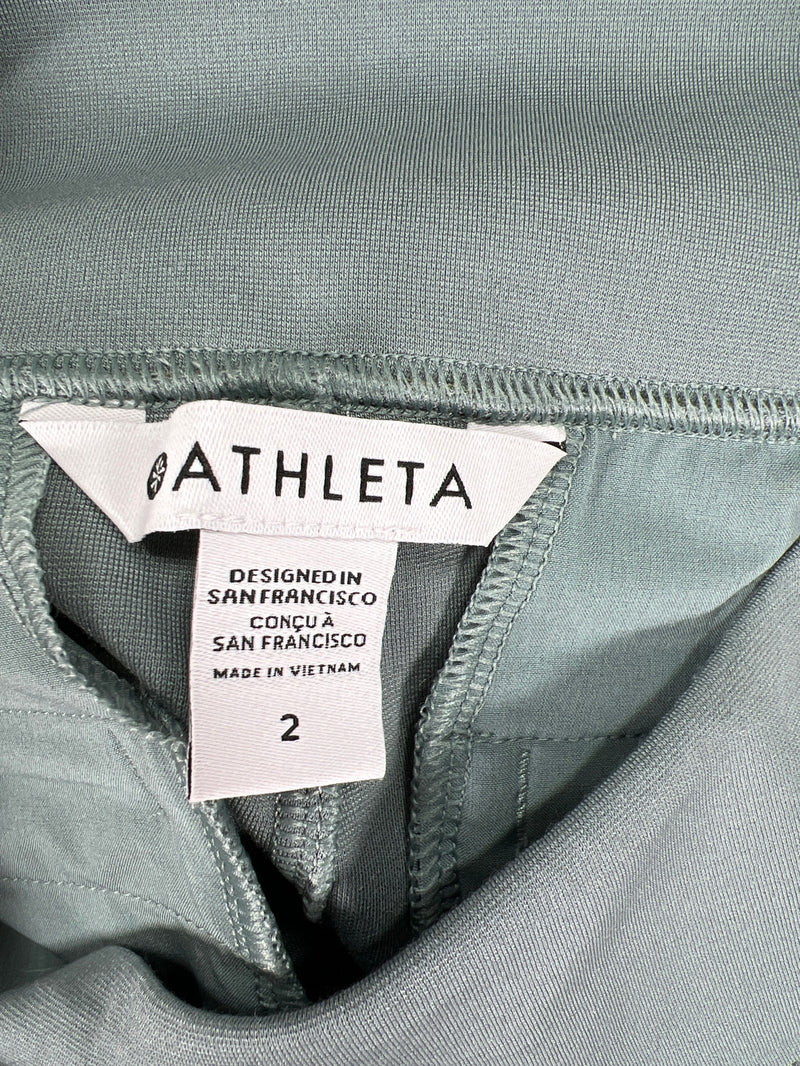 ATHLETA
DESIGNED IN
SAN FRANCISCO
CONÇU À
SAN FRANCISCO
MADE IN VIETNAM
2